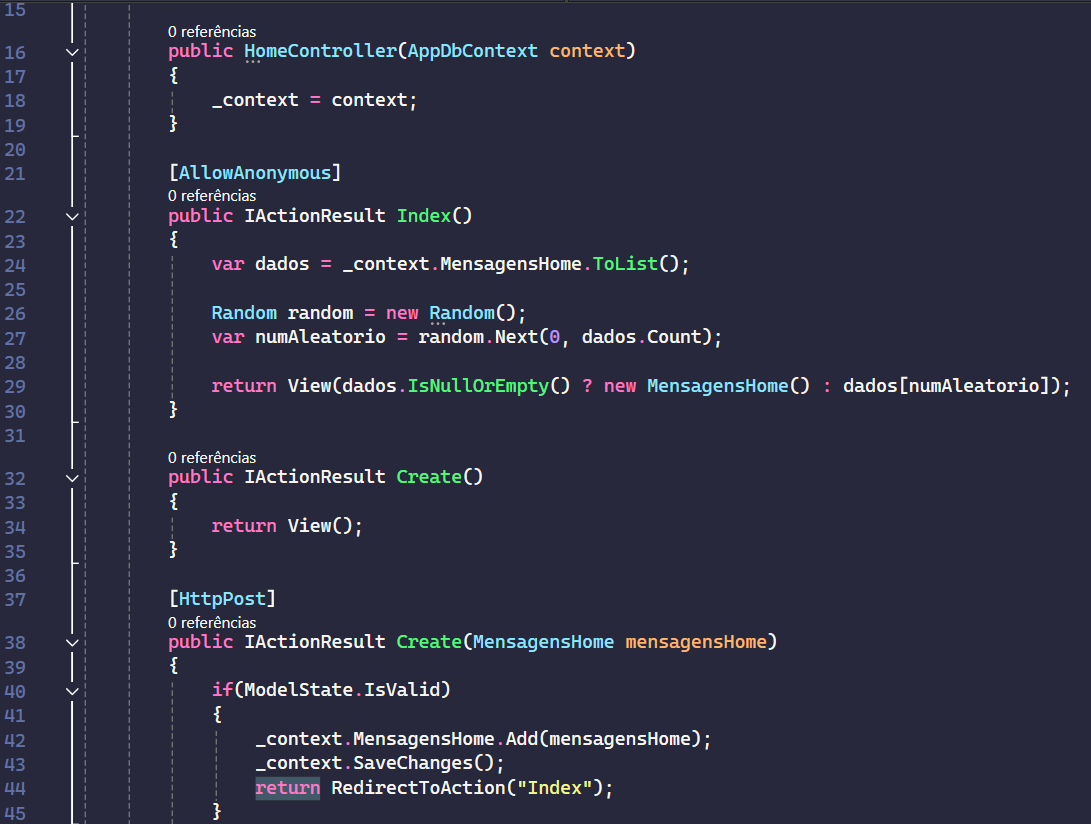 15
0 referências
16 public HomeController(AppDbContext context)
17 {
18 _context = context;
19 }
20
21 [AllowAnonymous]
0 referências
22 public IActionResult Index()
23 {
24 var dados = _context.MensagensHome.ToList();
25
26 Random random = new Random();
27 var numAleatorio = random.Next(0, dados.Count);
28
29 return View(dados.IsNullOrEmpty() ? new MensagensHome() : dados[numAleatorio]);
30 }
31
0 referências
32 public IActionResult Create()
33 {
34 return View();
35 }
36
37 [HttpPost]
0 referências
38 public IActionResult Create(MensagensHome mensagensHome)
39 {
40 if(ModelState.IsValid)
41 {
42 _context.MensagensHome.Add(mensagensHome);
43 _context.SaveChanges();
44 return RedirectToAction("Index");
45 }